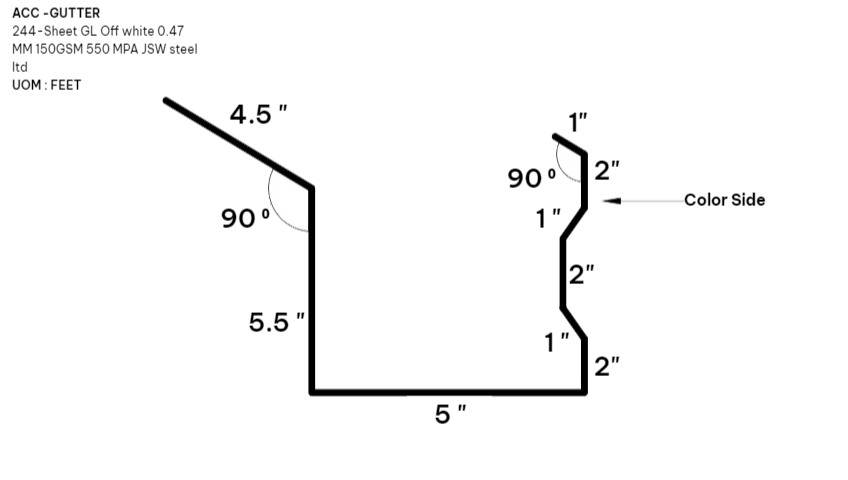 ACC -GUTTER
244-Sheet GL Off white 0.47
MM 150GSM 550 MPA JSW steel
ltd
UOM : FEET
4.5 "
1"
90 º
2"
Color Side
90 º
1 "
2"
5.5 "
1 "
2"
5 "